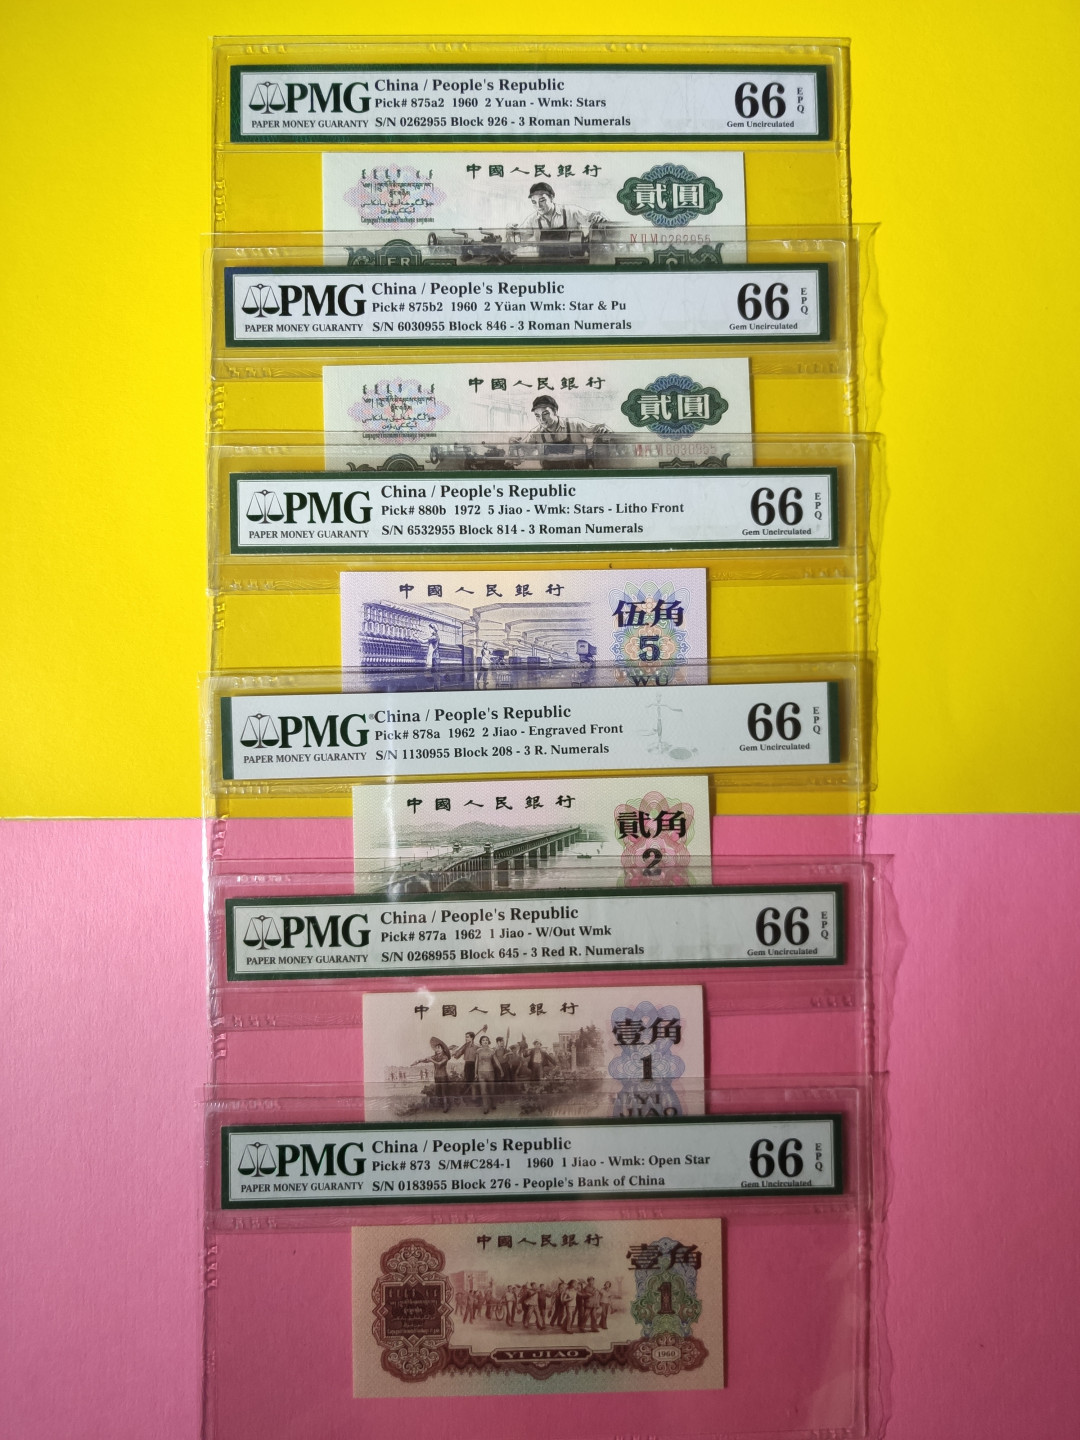 PMG
PAPER MONEY GUARANTY
China / People's Republic
Pick# 875a2 1960 2 Yuan - Wmk: Stars
S/N 0262955 Block 926 - 3 Roman Numerals
66 EPQ
Gem Uncirculated
中國人民銀行
貳圓
IX II VI 0262955
PMG
PAPER MONEY GUARANTY
China / People's Republic
Pick# 875b2 1960 2 Yüan Wmk: Star & Pu
S/N 6030955 Block 846 - 3 Roman Numerals
66 EPQ
Gem Uncirculated
中國人民銀行
貳圓
6030955
PMG
PAPER MONEY GUARANTY
China / People's Republic
Pick# 880b 1972 5 Jiao - Wmk: Stars - Litho Front
S/N 6532955 Block 814 - 3 Roman Numerals
66 EPQ
Gem Uncirculated
中國人民銀行
伍角
5
WU
PMG®
PAPER MONEY GUARANTY
China / People's Republic
Pick# 878a 1962 2 Jiao - Engraved Front
S/N 1130955 Block 208 - 3 R. Numerals
66 EPQ
Gem Uncirculated
中國人民銀行
貳角
2
PMG
PAPER MONEY GUARANTY
China / People's Republic
Pick# 877a 1962 1 Jiao - W/Out Wmk
S/N 0268955 Block 645 - 3 Red R. Numerals
66 EPQ
Gem Uncirculated
中國人民銀行
壹角
1
YI
JIAO
PMG
PAPER MONEY GUARANTY
China / People's Republic
Pick# 873 S/M#C284-1 1960 1 Jiao - Wmk: Open Star
S/N 0183955 Block 276 - People's Bank of China
66 EPQ
Gem Uncirculated
中國人民銀行
壹角
1
YI JIAO
1960